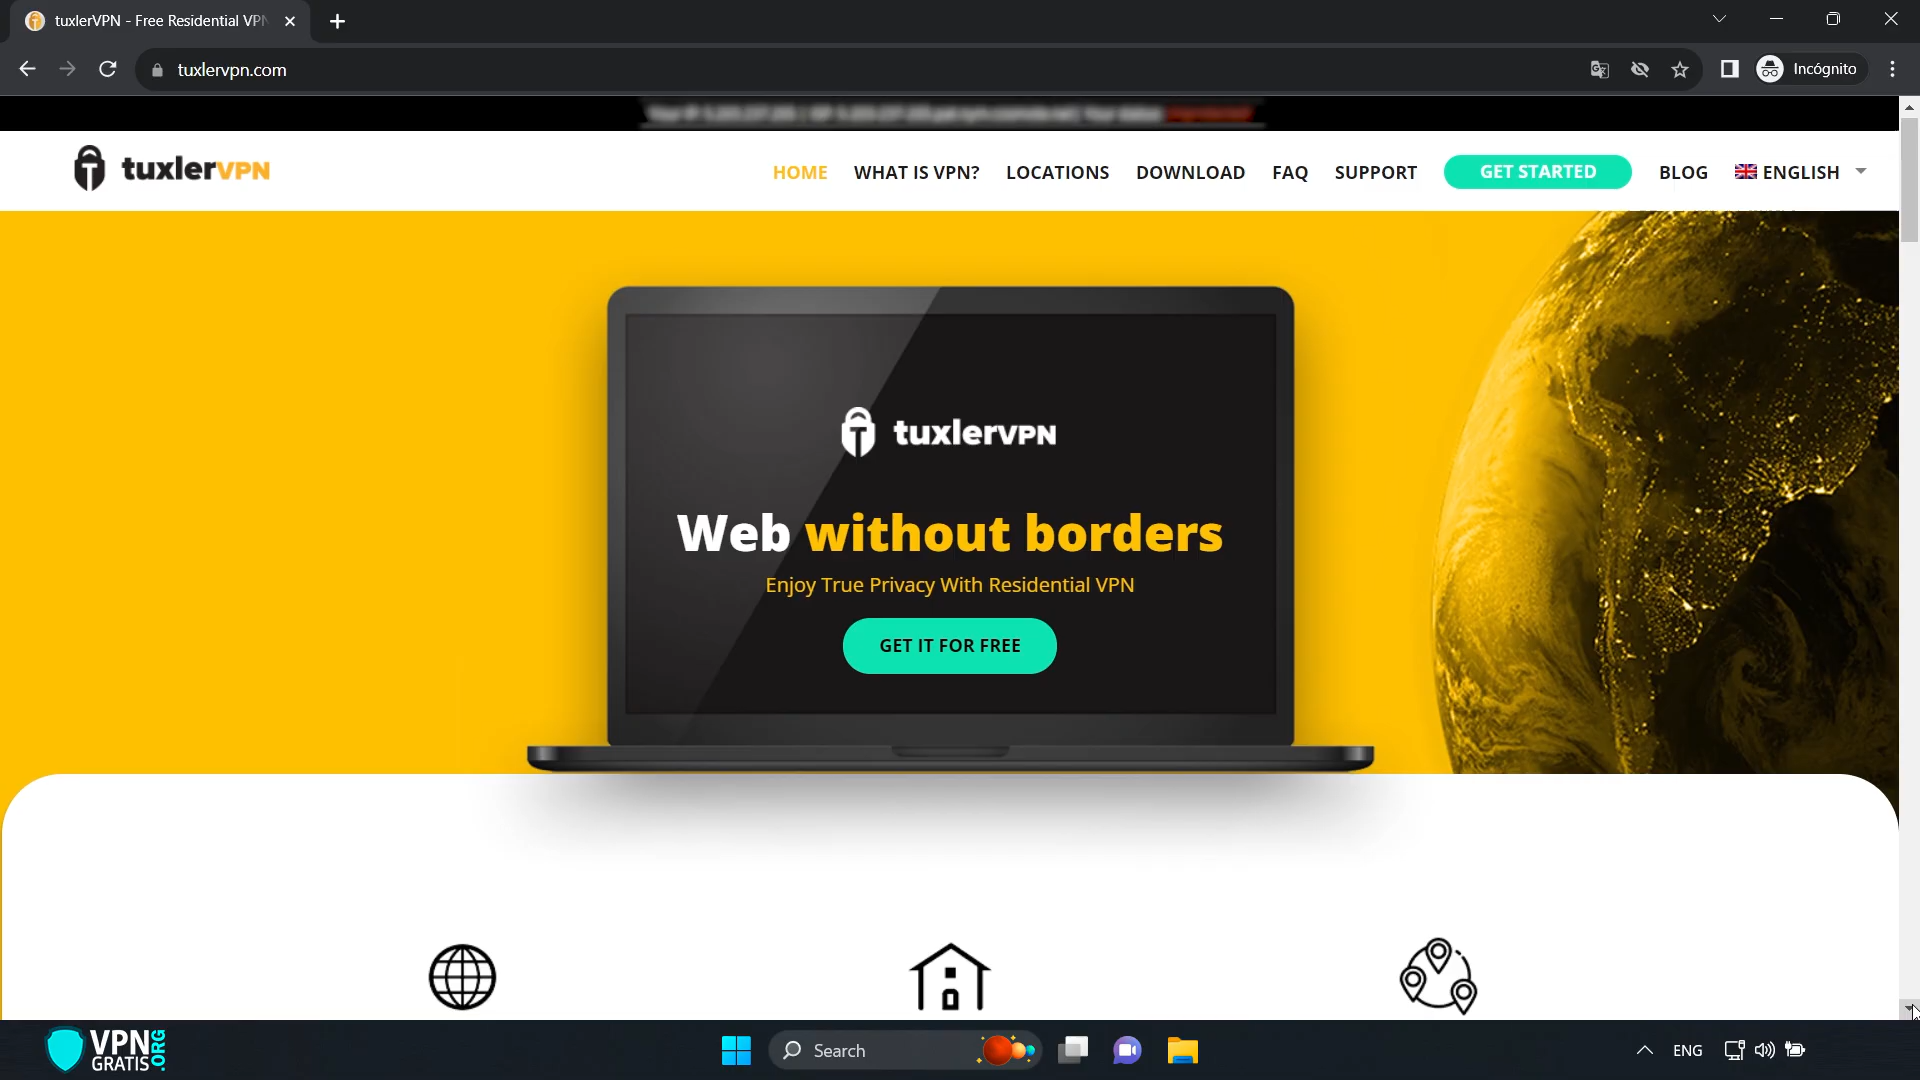 tuxlerVPN - Free Residential VPN
tuxlervpn.com
Incógnito
tuxlerVPN
HOME
WHAT IS VPN?
LOCATIONS
DOWNLOAD
FAQ
SUPPORT
GET STARTED
BLOG
ENGLISH
tuxlerVPN
Web without borders
Enjoy True Privacy With Residential VPN
GET IT FOR FREE
VPN
GRATIS
.ORG
Search
ENG